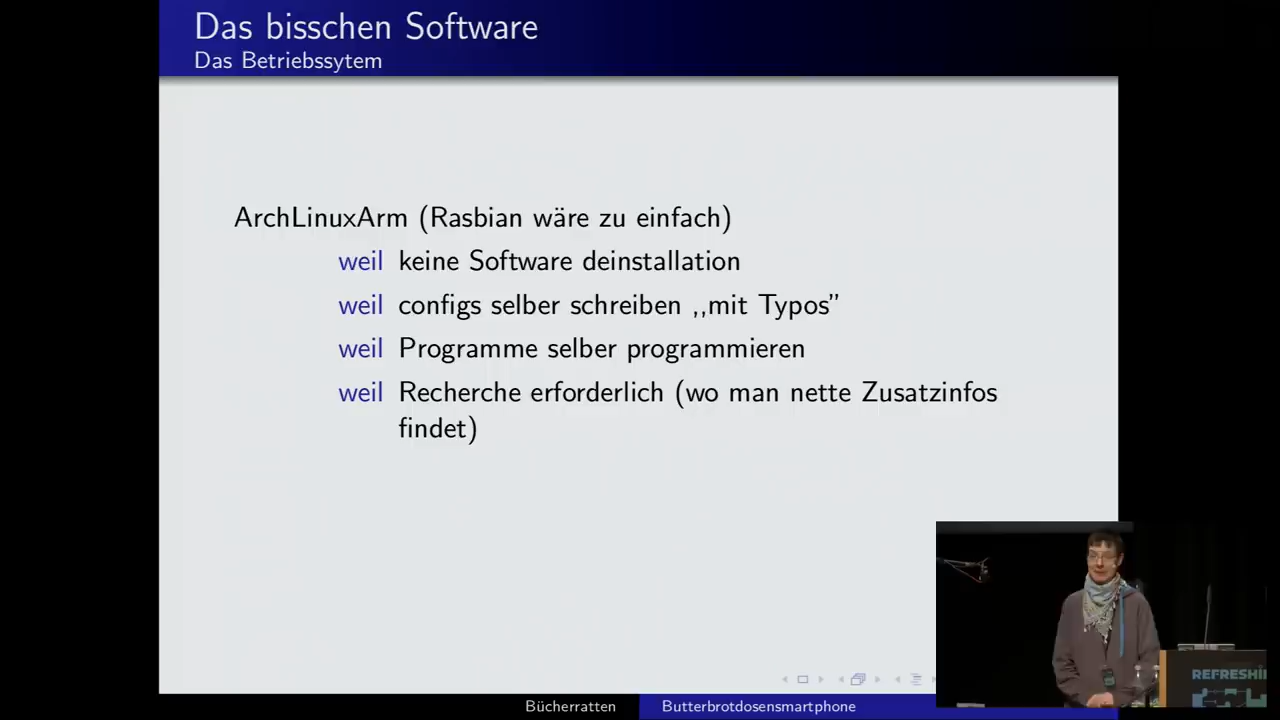 Das bisschen Software
Das Betriebssytem
ArchLinuxArm (Rasbian wäre zu einfach)
weil keine Software deinstallation
weil configs selber schreiben ,,mit Typos”
weil Programme selber programmieren
weil Recherche erforderlich (wo man nette Zusatzinfos
findet)
REFRESHI
Bücherratten Butterbrotdosensmartphone